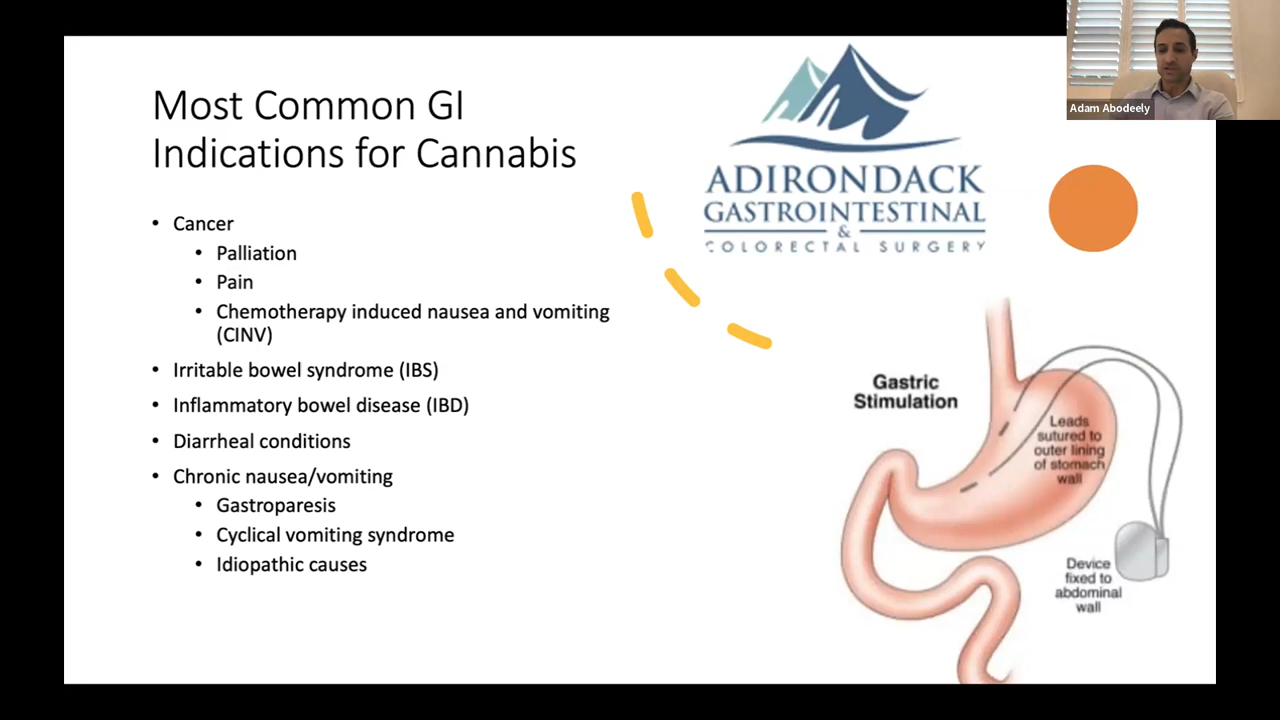 Most Common GI
Indications for Cannabis
• Cancer
• Palliation
• Pain
• Chemotherapy induced nausea and vomiting
(CINV)
• Irritable bowel syndrome (IBS)
• Inflammatory bowel disease (IBD)
• Diarrheal conditions
• Chronic nausea/vomiting
• Gastroparesis
• Cyclical vomiting syndrome
• Idiopathic causes
ADIRONDACK
GASTROINTESTINAL
&
COLORECTAL SURGERY
Adam Abodeely
Gastric
Stimulation
Leads
sutured to
outer lining
of stomach
wall
Device
fixed to
abdominal
wall